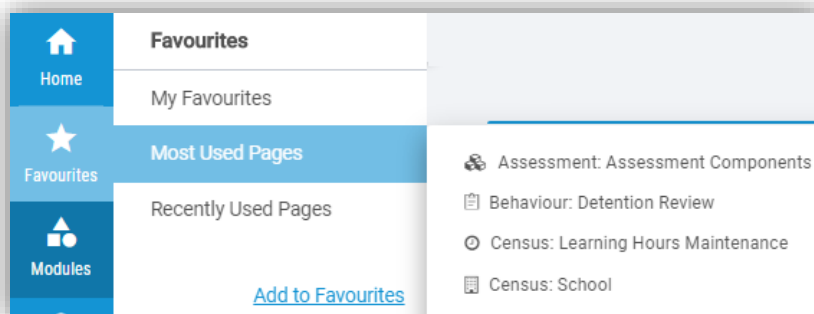 Home
Favourites
Modules
Favourites
My Favourites
Most Used Pages
Recently Used Pages
Add to Favourites
Assessment: Assessment Components
Behaviour: Detention Review
Census: Learning Hours Maintenance
Census: School